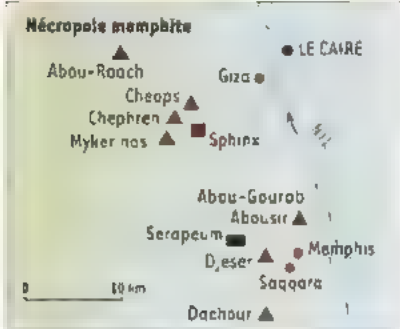 Nécropole memphite
LE CAIRE
Abou-Roach
Giza
Cheops
Chephren
Mykerinos
Sphinx
NIL
Abou-Gourob
Abousir
Serapeum
Djeser
Memphis
Saqqara
0 10 km
Dachour